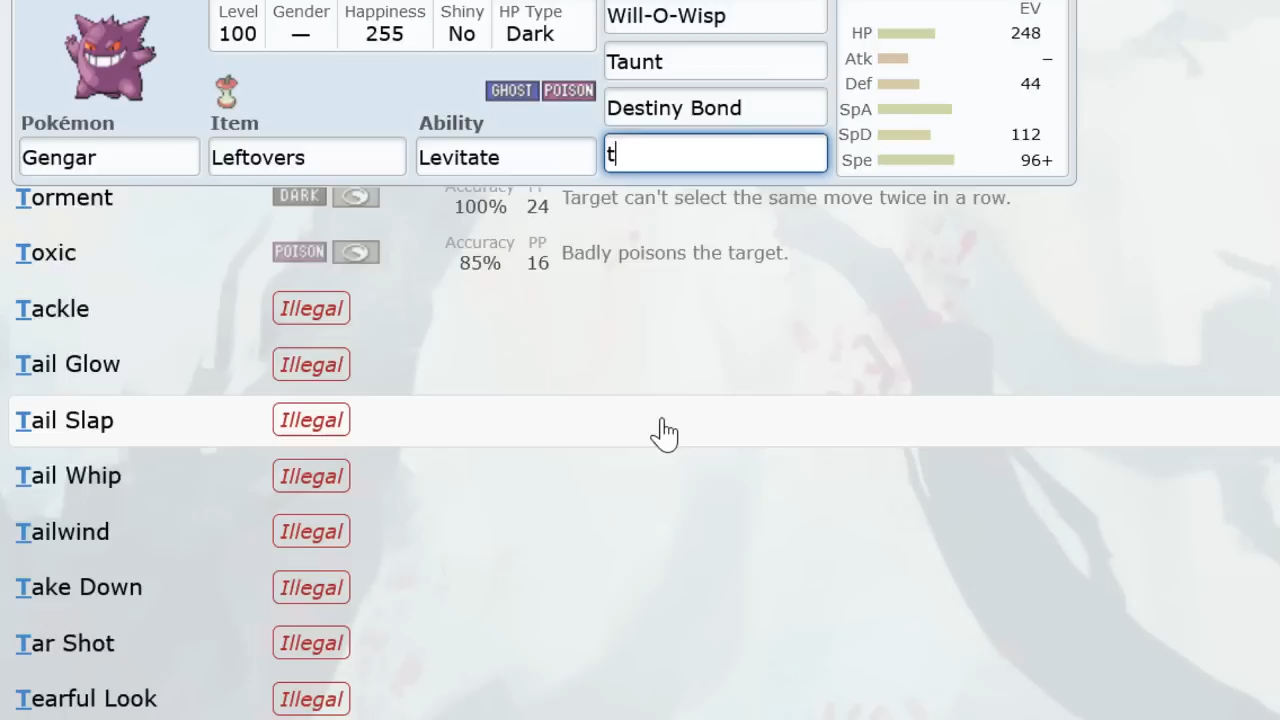 Level Gender Happiness Shiny HP Type
100 — 255 No Dark
GHOST POISON
Pokémon Item Ability
Gengar Leftovers Levitate
Will-O-Wisp
Taunt
Destiny Bond
t
EV
HP 248
Atk –
Def 44
SpA
SpD 112
Spe 96+
Torment DARK Accuracy 100% PP 24 Target can't select the same move twice in a row.
Toxic POISON Accuracy 85% PP 16 Badly poisons the target.
Tackle Illegal
Tail Glow Illegal
Tail Slap Illegal
Tail Whip Illegal
Tailwind Illegal
Take Down Illegal
Tar Shot Illegal
Tearful Look Illegal